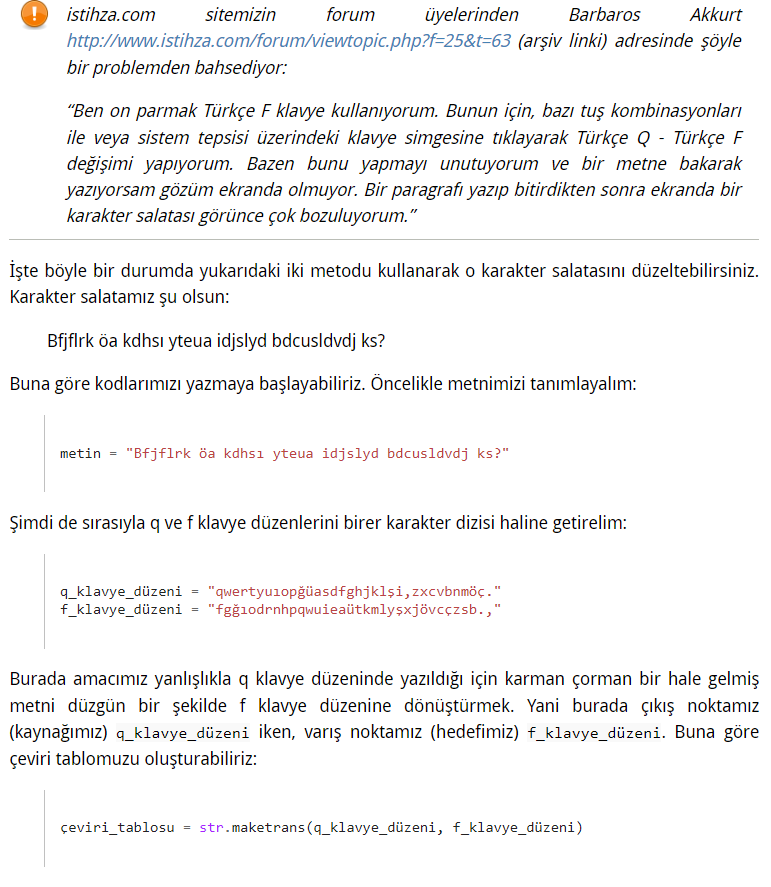 istihza.com sitemizin forum üyelerinden Barbaros Akkurt
http://www.istihza.com/forum/viewtopic.php?f=25&t=63 (arşiv linki) adresinde şöyle
bir problemden bahsediyor:
“Ben on parmak Türkçe F klavye kullanıyorum. Bunun için, bazı tuş kombinasyonları
ile veya sistem tepsisi üzerindeki klavye simgesine tıklayarak Türkçe Q - Türkçe F
değişimi yapıyorum. Bazen bunu yapmayı unutuyorum ve bir metne bakarak
yazıyorsam gözüm ekranda olmuyor. Bir paragrafı yazıp bitirdikten sonra ekranda bir
karakter salatası görünce çok bozuluyorum.”
İşte böyle bir durumda yukarıdaki iki metodu kullanarak o karakter salatasını düzeltebilirsiniz.
Karakter salatamız şu olsun:
Bfjflrk öa kdhsı yteua idjslyd bdcusldvdj ks?
Buna göre kodlarımızı yazmaya başlayabiliriz. Öncelikle metnimizi tanımlayalım:
metin = "Bfjflrk öa kdhsı yteua idjslyd bdcusldvdj ks?"
Şimdi de sırasıyla q ve f klavye düzenlerini birer karakter dizisi haline getirelim:
q_klavye_düzeni = "qwertyuıopğüasdfghjklşi,zxcvbnmöç."
f_klavye_düzeni = "fgğıodrnhpqwuieaütkmlyşxjövcçzsb.,"
Burada amacımız yanlışlıkla q klavye düzeninde yazıldığı için karman çorman bir hale gelmiş
metni düzgün bir şekilde f klavye düzenine dönüştürmek. Yani burada çıkış noktamız
(kaynağımız) q_klavye_düzeni iken, varış noktamız (hedefimiz) f_klavye_düzeni. Buna göre
çeviri tablomuzu oluşturabiliriz:
çeviri_tablosu = str.maketrans(q_klavye_düzeni, f_klavye_düzeni)